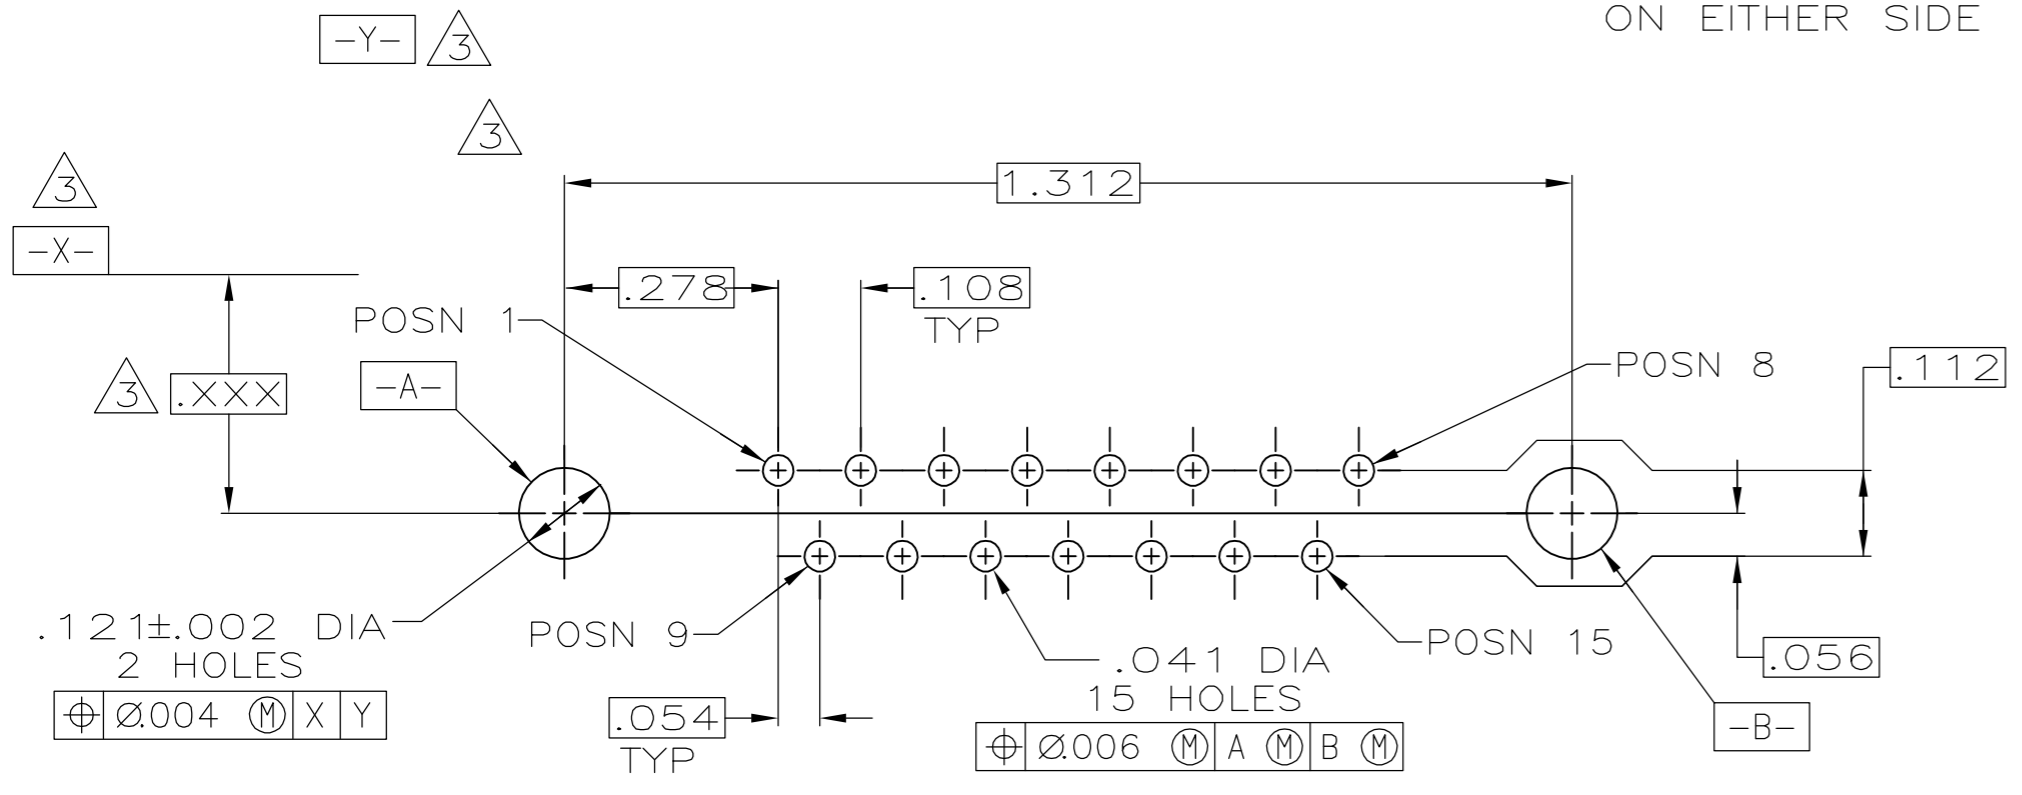 ON EITHER SIDE
-Y- 3
3
3
-X-
1.312
.278
.108
TYP
POSN 1
POSN 8
.112
3 .XXX
-A-
.121±.002 DIA
2 HOLES
⌖ Ø.004 Ⓜ X Y
POSN 9
.041 DIA
15 HOLES
⌖ Ø.006 Ⓜ A Ⓜ B Ⓜ
POSN 15
.056
-B-
.054
TYP